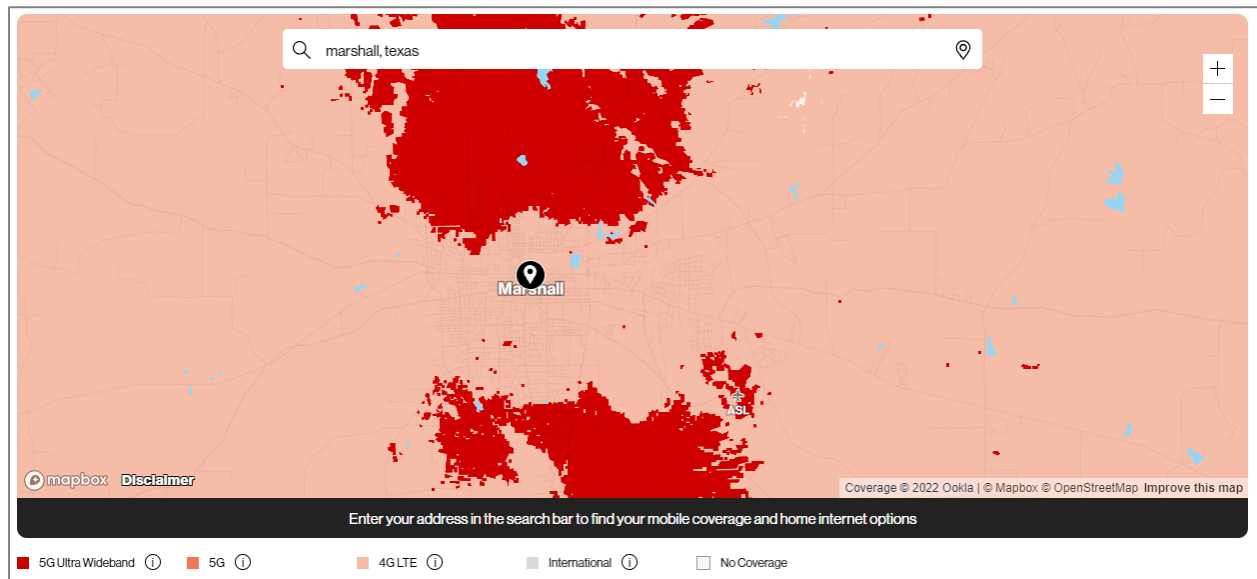 marshall, texas
+
−
Marshall
ASL
mapbox Disclaimer
Coverage © 2022 Ookla | © Mapbox © OpenStreetMap Improve this map
Enter your address in the search bar to find your mobile coverage and home internet options
5G Ultra Wideband i 5G i 4G LTE i International i No Coverage